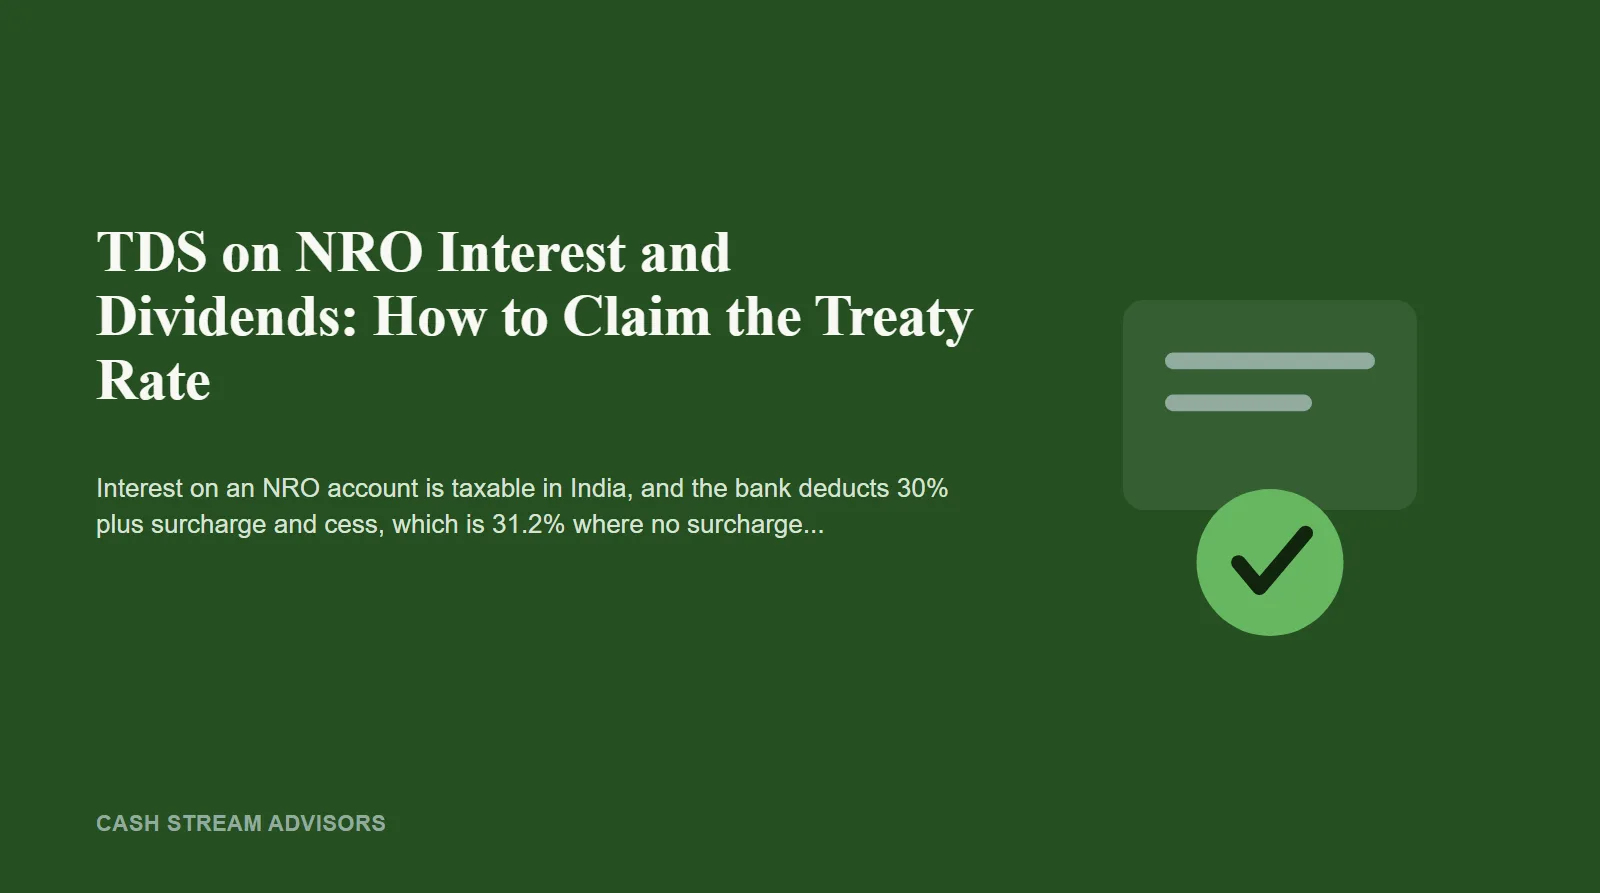 TDS on NRO Interest and
Dividends: How to Claim the Treaty
Rate
Interest on an NRO account is taxable in India, and the bank deducts 30%
plus surcharge and cess, which is 31.2% where no surcharge...
CASH STREAM ADVISORS